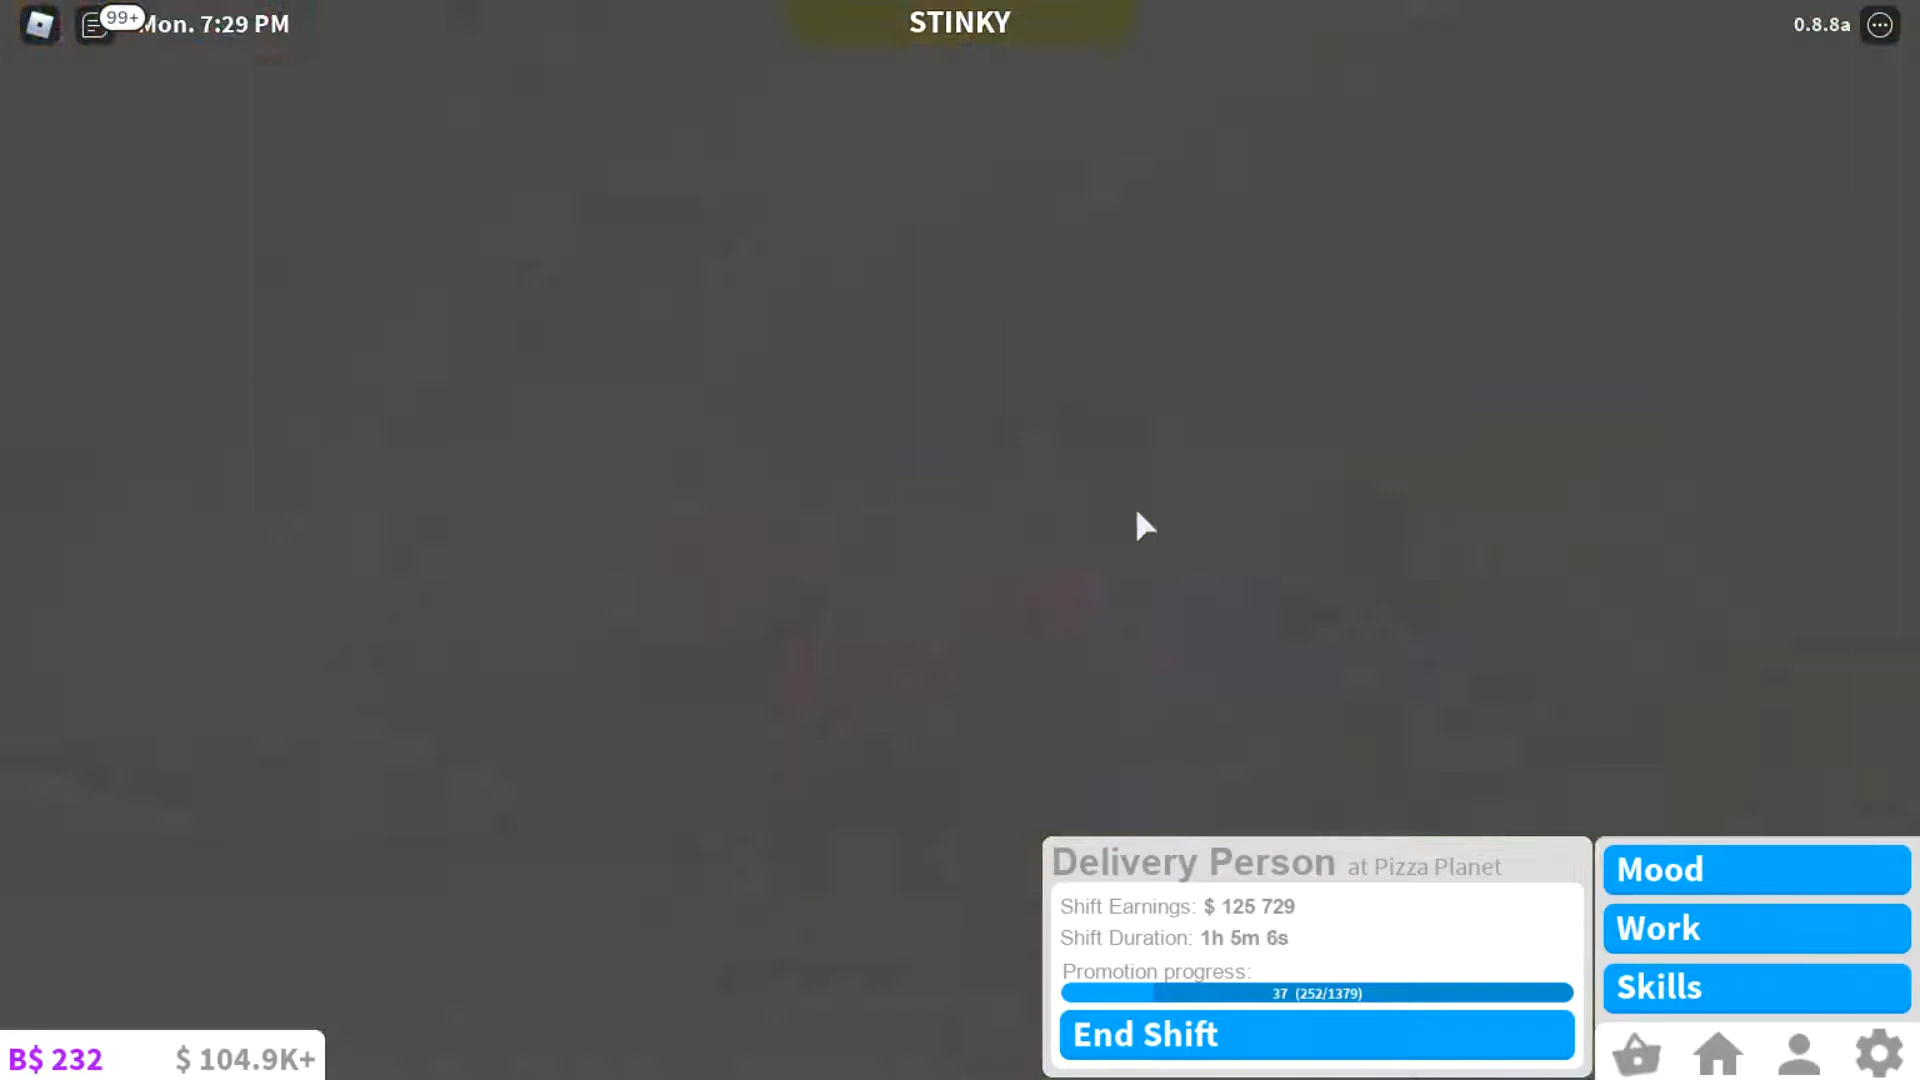 99+
Mon. 7:29 PM
STINKY
0.8.8a
Delivery Person at Pizza Planet
Shift Earnings: $ 125 729
Shift Duration: 1h 5m 6s
Promotion progress:
37 (252/1379)
End Shift
Mood
Work
Skills
B$ 232
$ 104.9K+